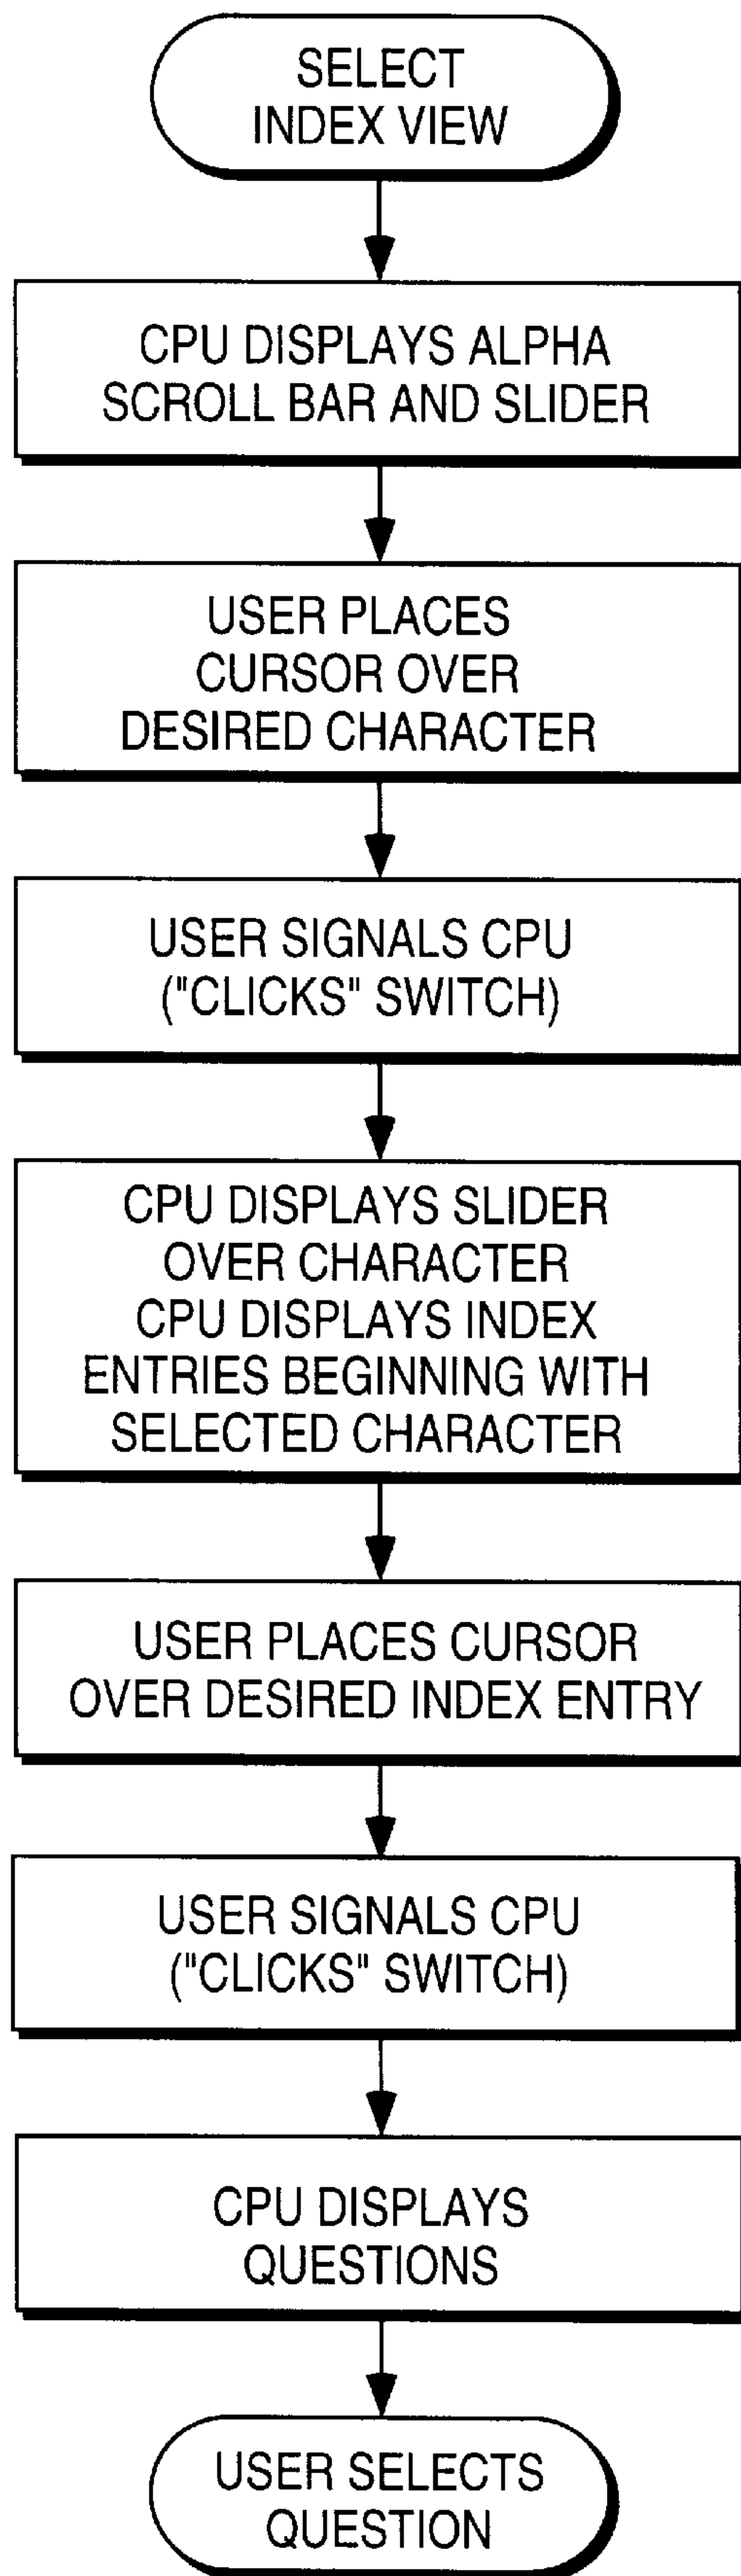 SELECT
INDEX VIEW
CPU DISPLAYS ALPHA
SCROLL BAR AND SLIDER
USER PLACES
CURSOR OVER
DESIRED CHARACTER
USER SIGNALS CPU
("CLICKS" SWITCH)
CPU DISPLAYS SLIDER
OVER CHARACTER
CPU DISPLAYS INDEX
ENTRIES BEGINNING WITH
SELECTED CHARACTER
USER PLACES CURSOR
OVER DESIRED INDEX ENTRY
USER SIGNALS CPU
("CLICKS" SWITCH)
CPU DISPLAYS
QUESTIONS
USER SELECTS
QUESTION